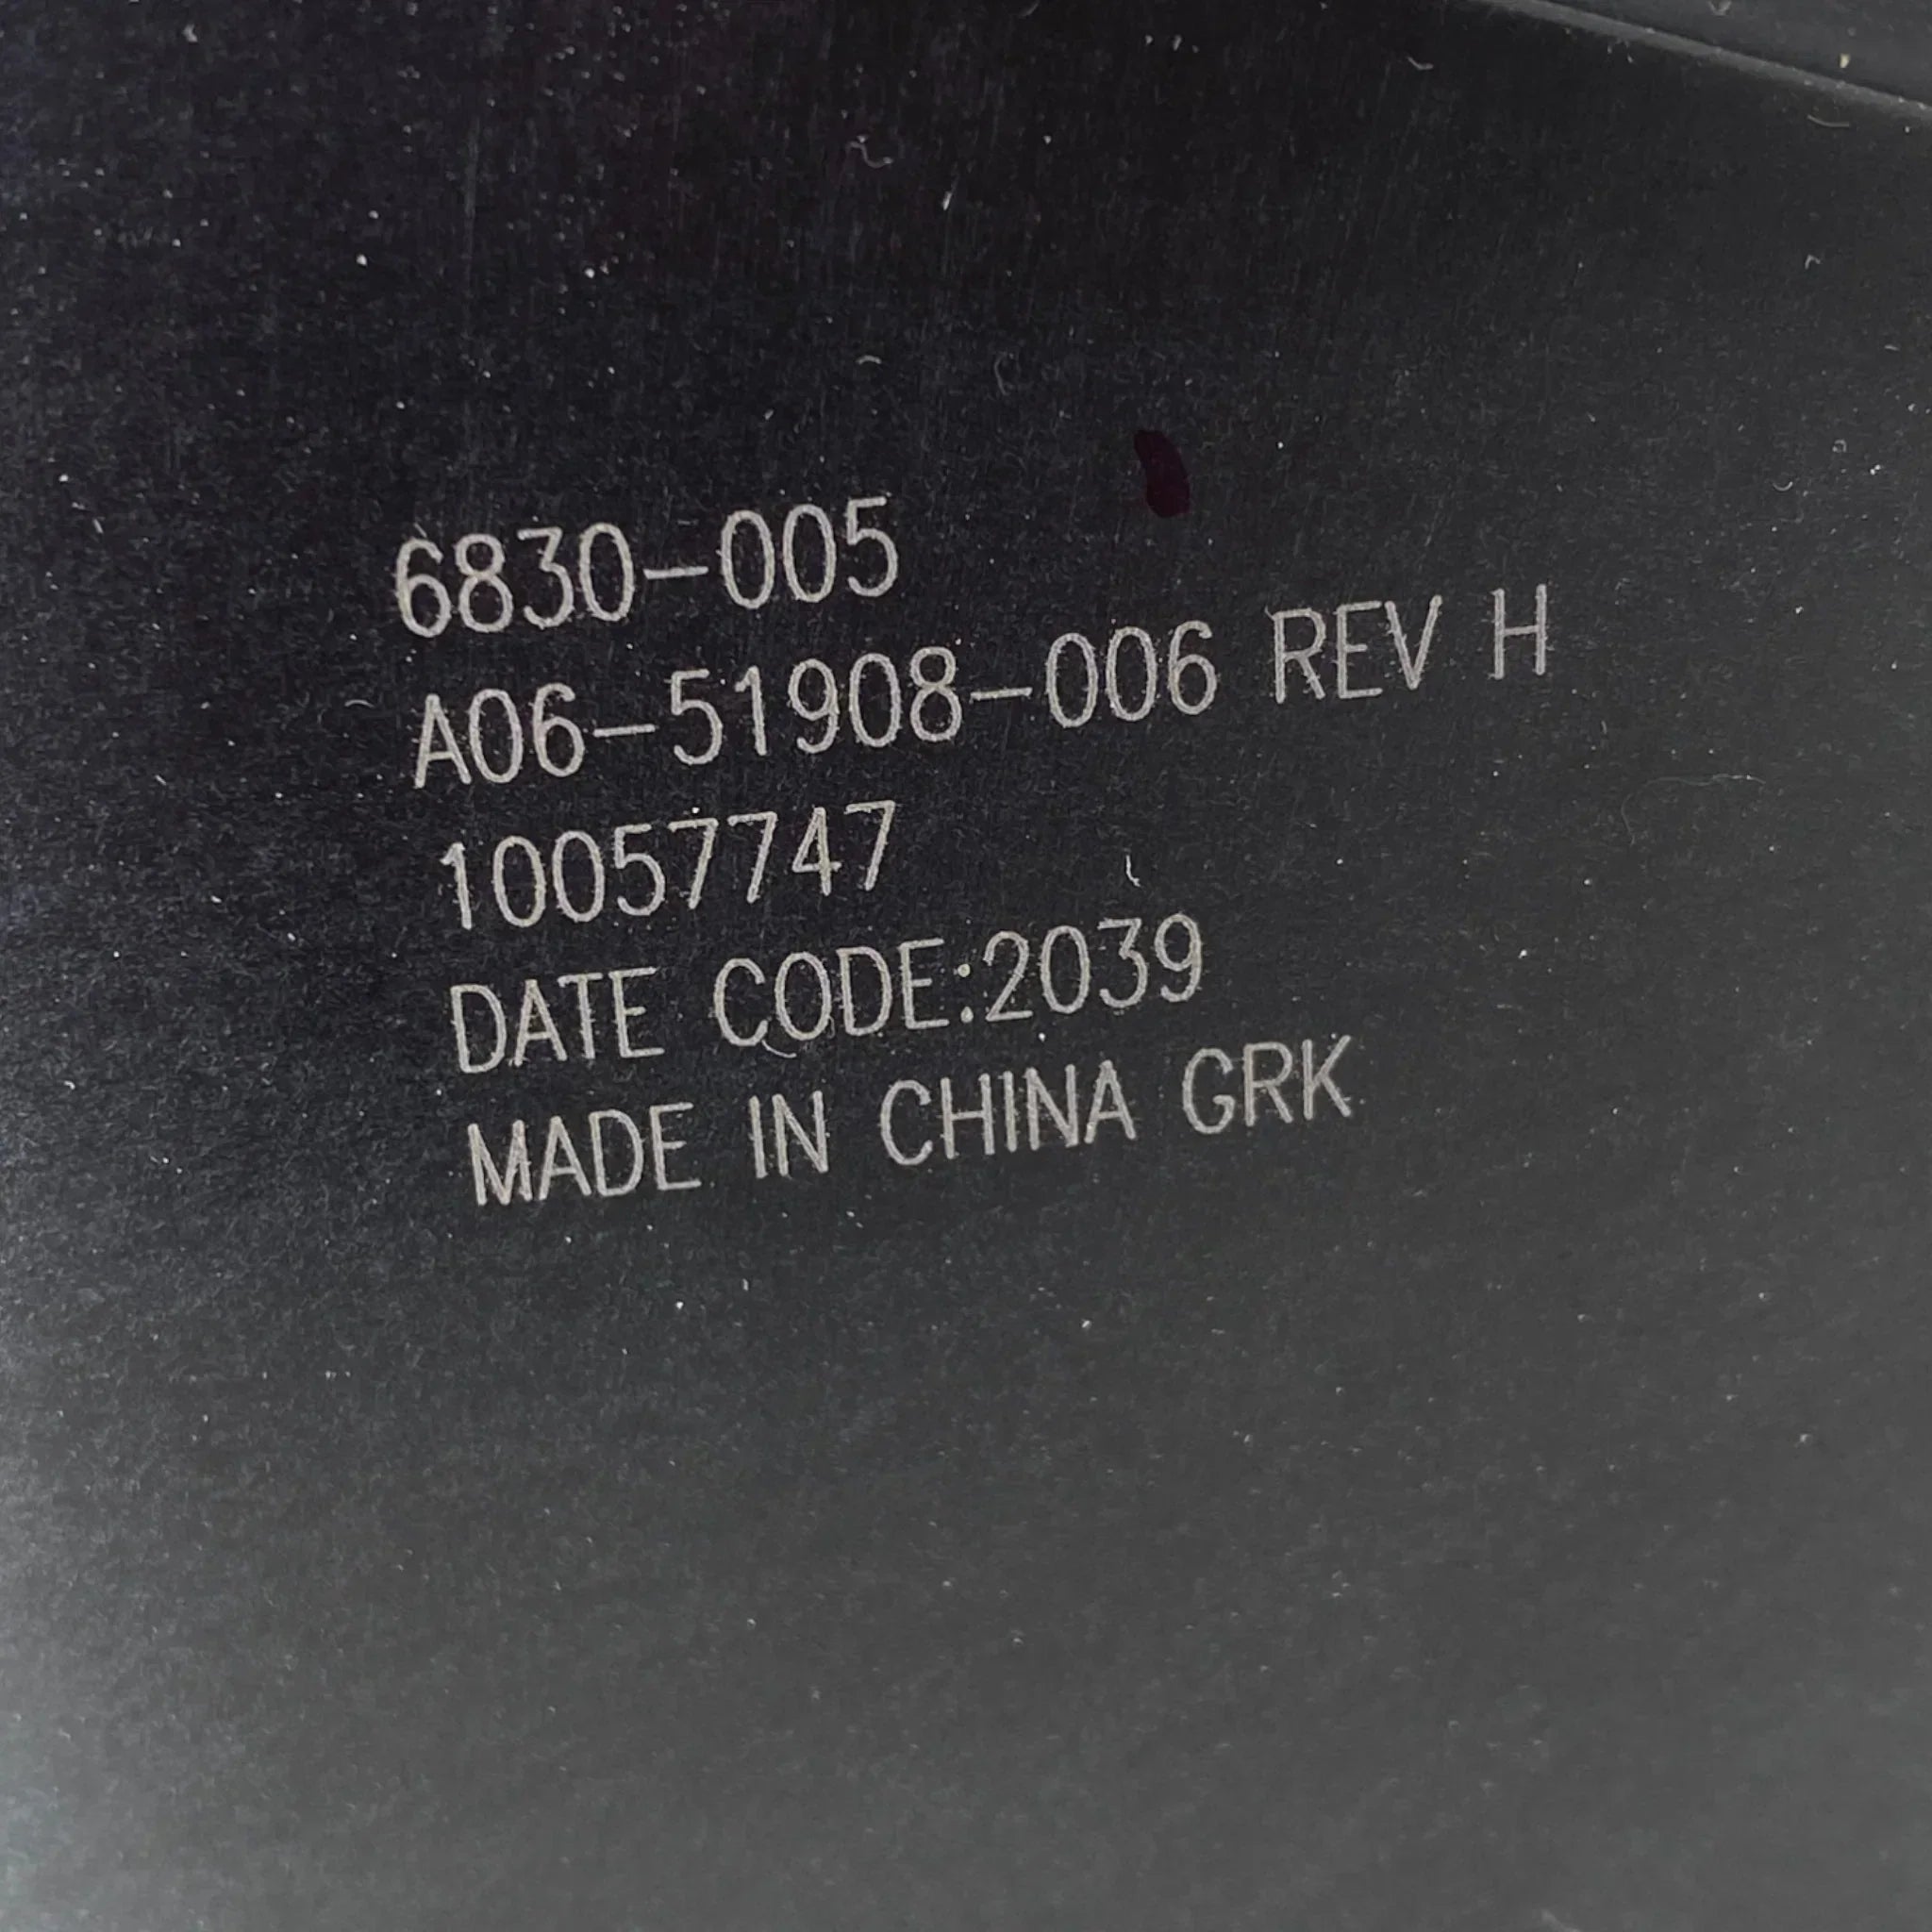 6830-005
A06-51908-006 REV H
10057747
DATE CODE:2039
MADE IN CHINA GRK